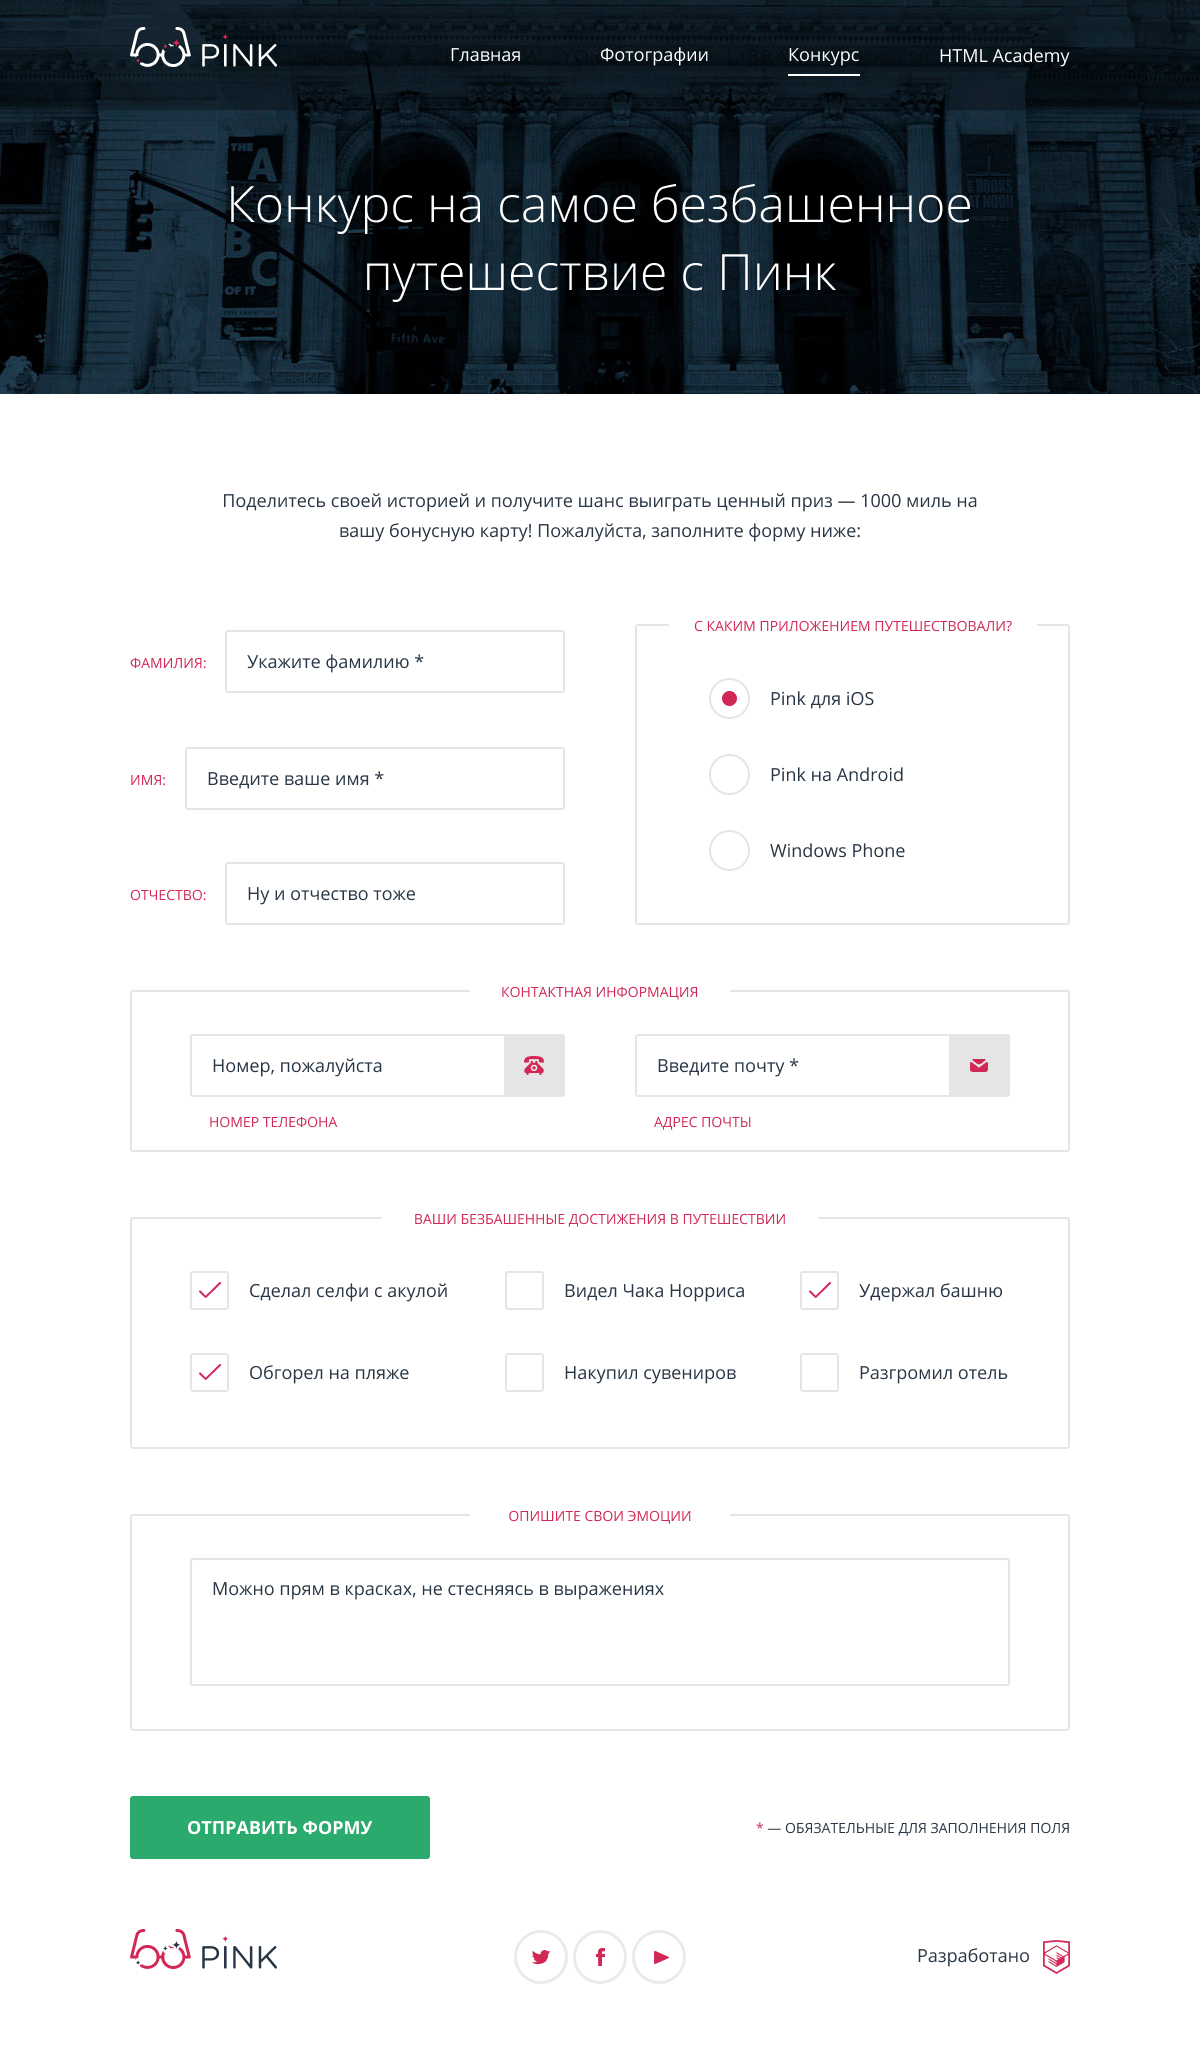 PINK
Главная
Фотографии
Конкурс
HTML Academy
THE
A
B
C
OF IT
Fifth Ave
Конкурс на самое безбашенное
путешествие с Пинк
Поделитесь своей историей и получите шанс выиграть ценный приз — 1000 миль на
вашу бонусную карту! Пожалуйста, заполните форму ниже:
ФАМИЛИЯ:
Укажите фамилию *
ИМЯ:
Введите ваше имя *
ОТЧЕСТВО:
Ну и отчество тоже
С КАКИМ ПРИЛОЖЕНИЕМ ПУТЕШЕСТВОВАЛИ?
Pink для iOS
Pink на Android
Windows Phone
КОНТАКТНАЯ ИНФОРМАЦИЯ
Номер, пожалуйста
НОМЕР ТЕЛЕФОНА
Введите почту *
АДРЕС ПОЧТЫ
ВАШИ БЕЗБАШЕННЫЕ ДОСТИЖЕНИЯ В ПУТЕШЕСТВИИ
Сделал селфи с акулой
Видел Чака Норриса
Удержал башню
Обгорел на пляже
Накупил сувениров
Разгромил отель
ОПИШИТЕ СВОИ ЭМОЦИИ
Можно прям в красках, не стесняясь в выражениях
ОТПРАВИТЬ ФОРМУ
* — ОБЯЗАТЕЛЬНЫЕ ДЛЯ ЗАПОЛНЕНИЯ ПОЛЯ
PINK
Разработано